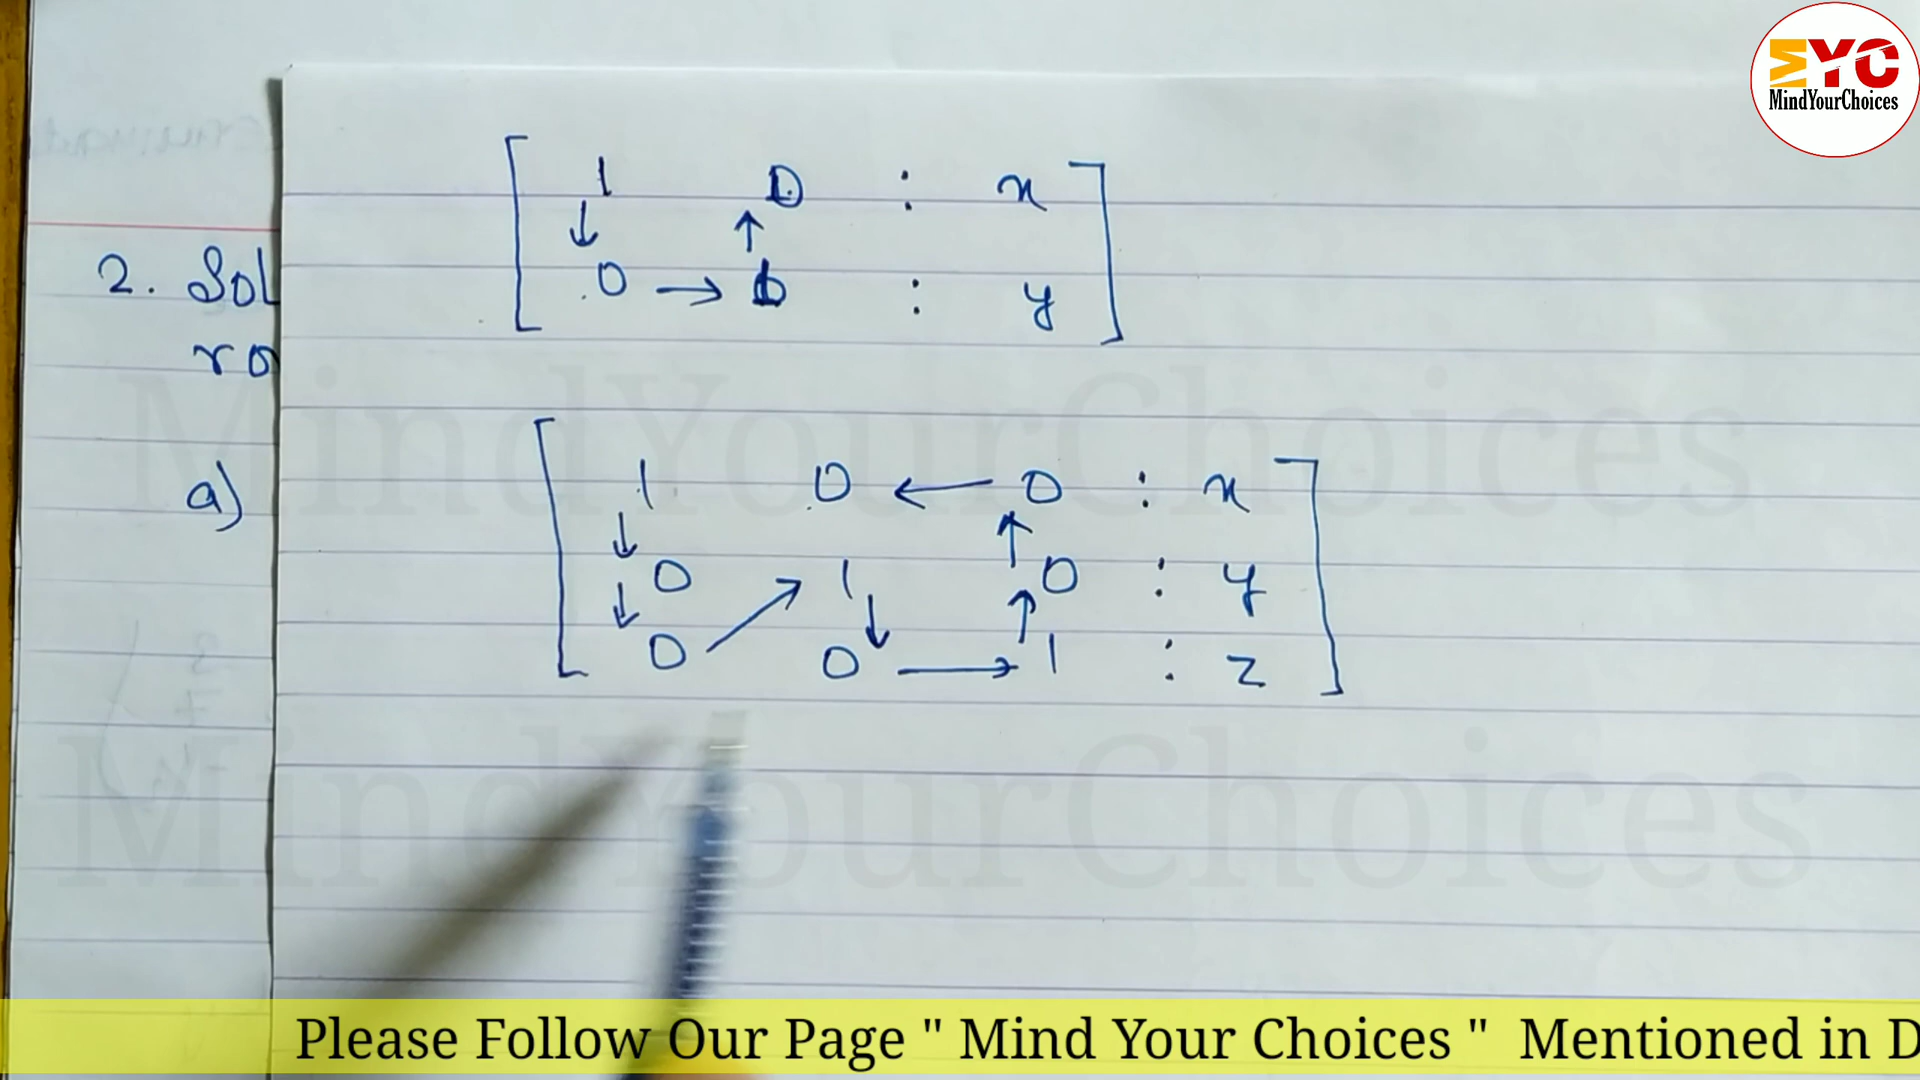 MYC
MindYourChoices
1 0 : x
↓ ↑
0 → 1 : y
2. Sol
ro
MindYourChoices
a)
1 0 ← 0 : x
↓ ↑
0 1 0 : y
↓ ↗ ↓ ↑
0 0 → 1 : z
MindYourChoices
Please Follow Our Page " Mind Your Choices " Mentioned in D